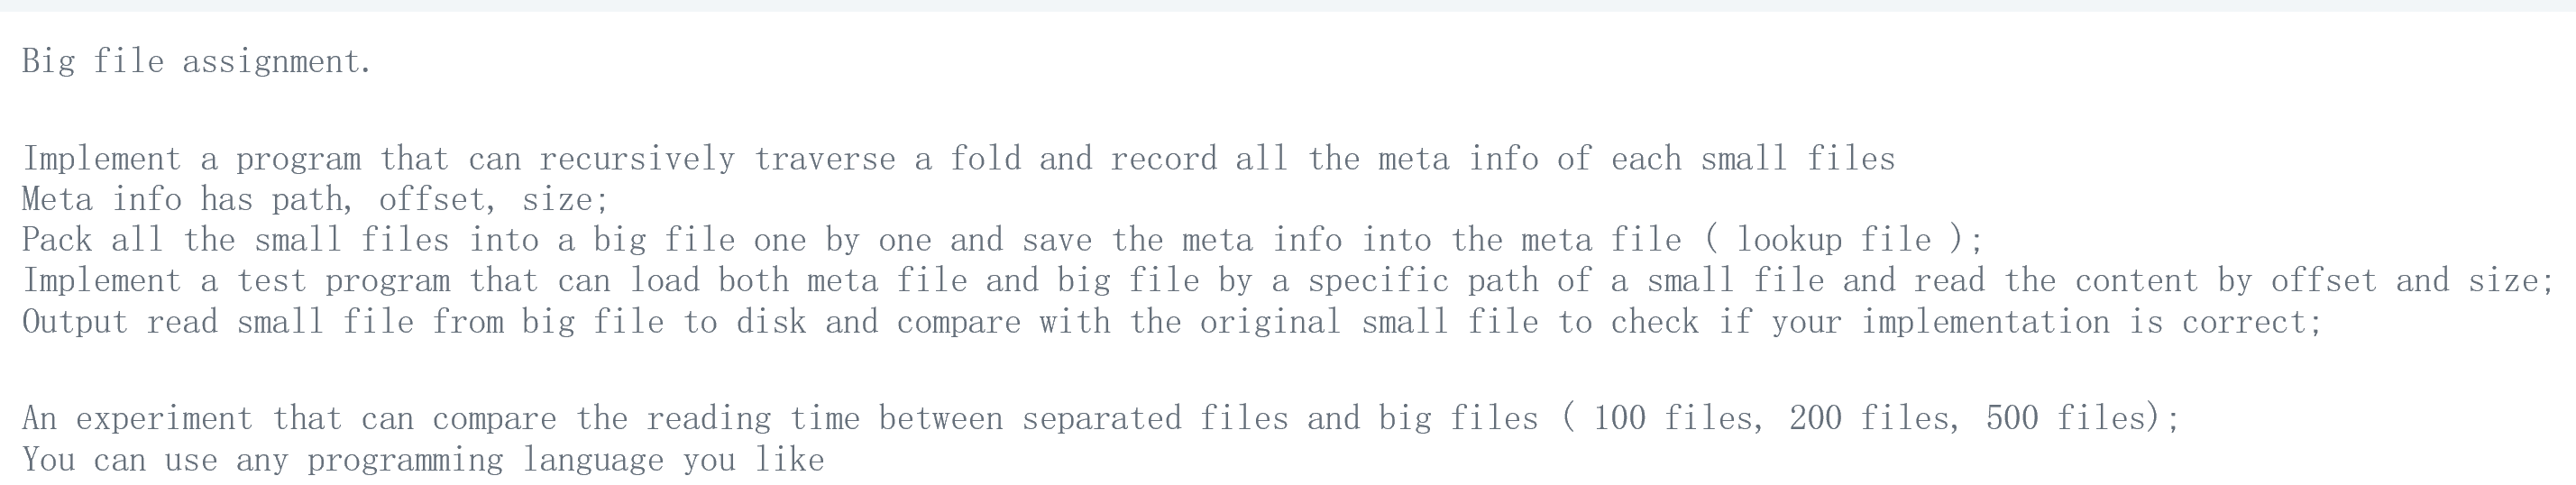 Big file assignment.
Implement a program that can recursively traverse a fold and record all the meta info of each small files
Meta info has path, offset, size;
Pack all the small files into a big file one by one and save the meta info into the meta file ( lookup file );
Implement a test program that can load both meta file and big file by a specific path of a small file and read the content by offset and size;
Output read small file from big file to disk and compare with the original small file to check if your implementation is correct;
An experiment that can compare the reading time between separated files and big files ( 100 files, 200 files, 500 files);
You can use any programming language you like